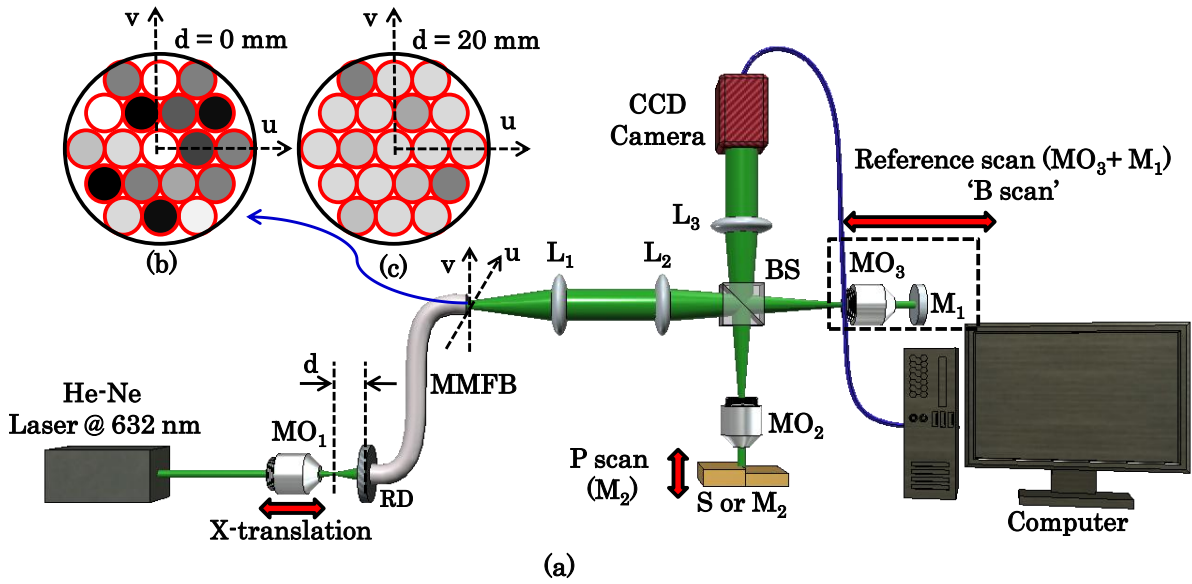 v
d = 0 mm
u
(b)
v
d = 20 mm
u
(c)
CCD
Camera
Reference scan (MO₃+ M₁)
‘B scan’
L₃
v
u
L₁
L₂
BS
MO₃
M₁
d
MMFB
He-Ne
Laser @ 632 nm
MO₁
RD
X-translation
MO₂
P scan
(M₂)
S or M₂
Computer
(a)